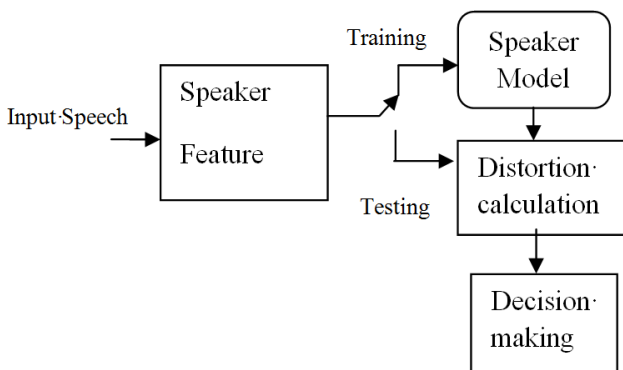 Training
Speaker
Model
Speaker
Feature
Input·Speech
Testing
Distortion·
calculation
Decision·
making